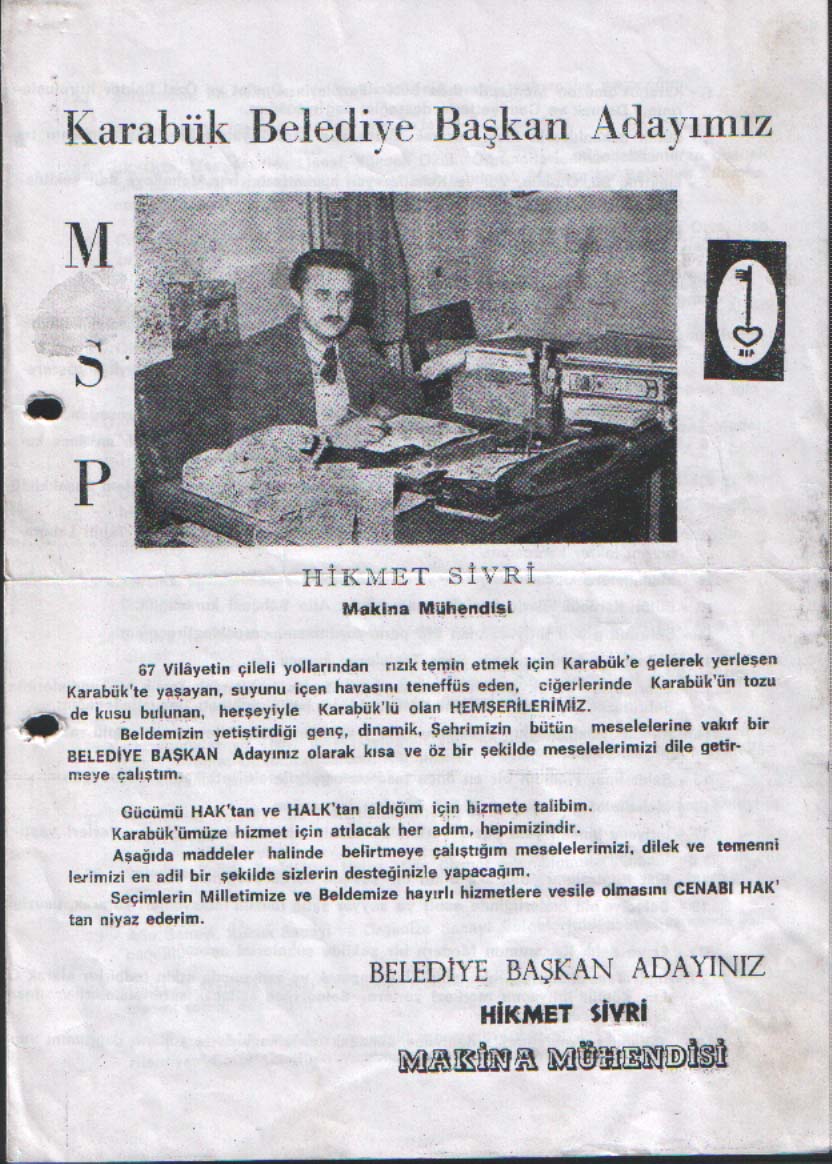 Karabük Belediye Başkan Adayımız
M
S
P
MSP
HİKMET SİVRİ
Makina Mühendisi
67 Vilâyetin çileli yollarından rızık temin etmek için Karabük'e gelerek yerleşen
Karabük'te yaşayan, suyunu içen havasını teneffüs eden, ciğerlerinde Karabük'ün tozu
da kusu bulunan, herşeyiyle Karabük'lü olan HEMŞERİLERİMİZ.
Beldemizin yetiştirdiği genç, dinamik, Şehrimizin bütün meselelerine vakıf bir
BELEDİYE BAŞKAN Adayınız olarak kısa ve öz bir şekilde meselelerimizi dile getir-
meye çalıştım.
Gücümü HAK'tan ve HALK'tan aldığım için hizmete talibim.
Karabük'ümüze hizmet için atılacak her adım, hepimizindir.
Aşağıda maddeler halinde belirtmeye çalıştığım meselelerimizi, dilek ve temenni
lerimizi en adil bir şekilde sizlerin desteğinizle yapacağım.
Seçimlerin Milletimize ve Beldemize hayırlı hizmetlere vesile olmasını CENABI HAK'
tan niyaz ederim.
BELEDİYE BAŞKAN ADAYINIZ
HİKMET SİVRİ
MAKİNA MÜHENDİSİ